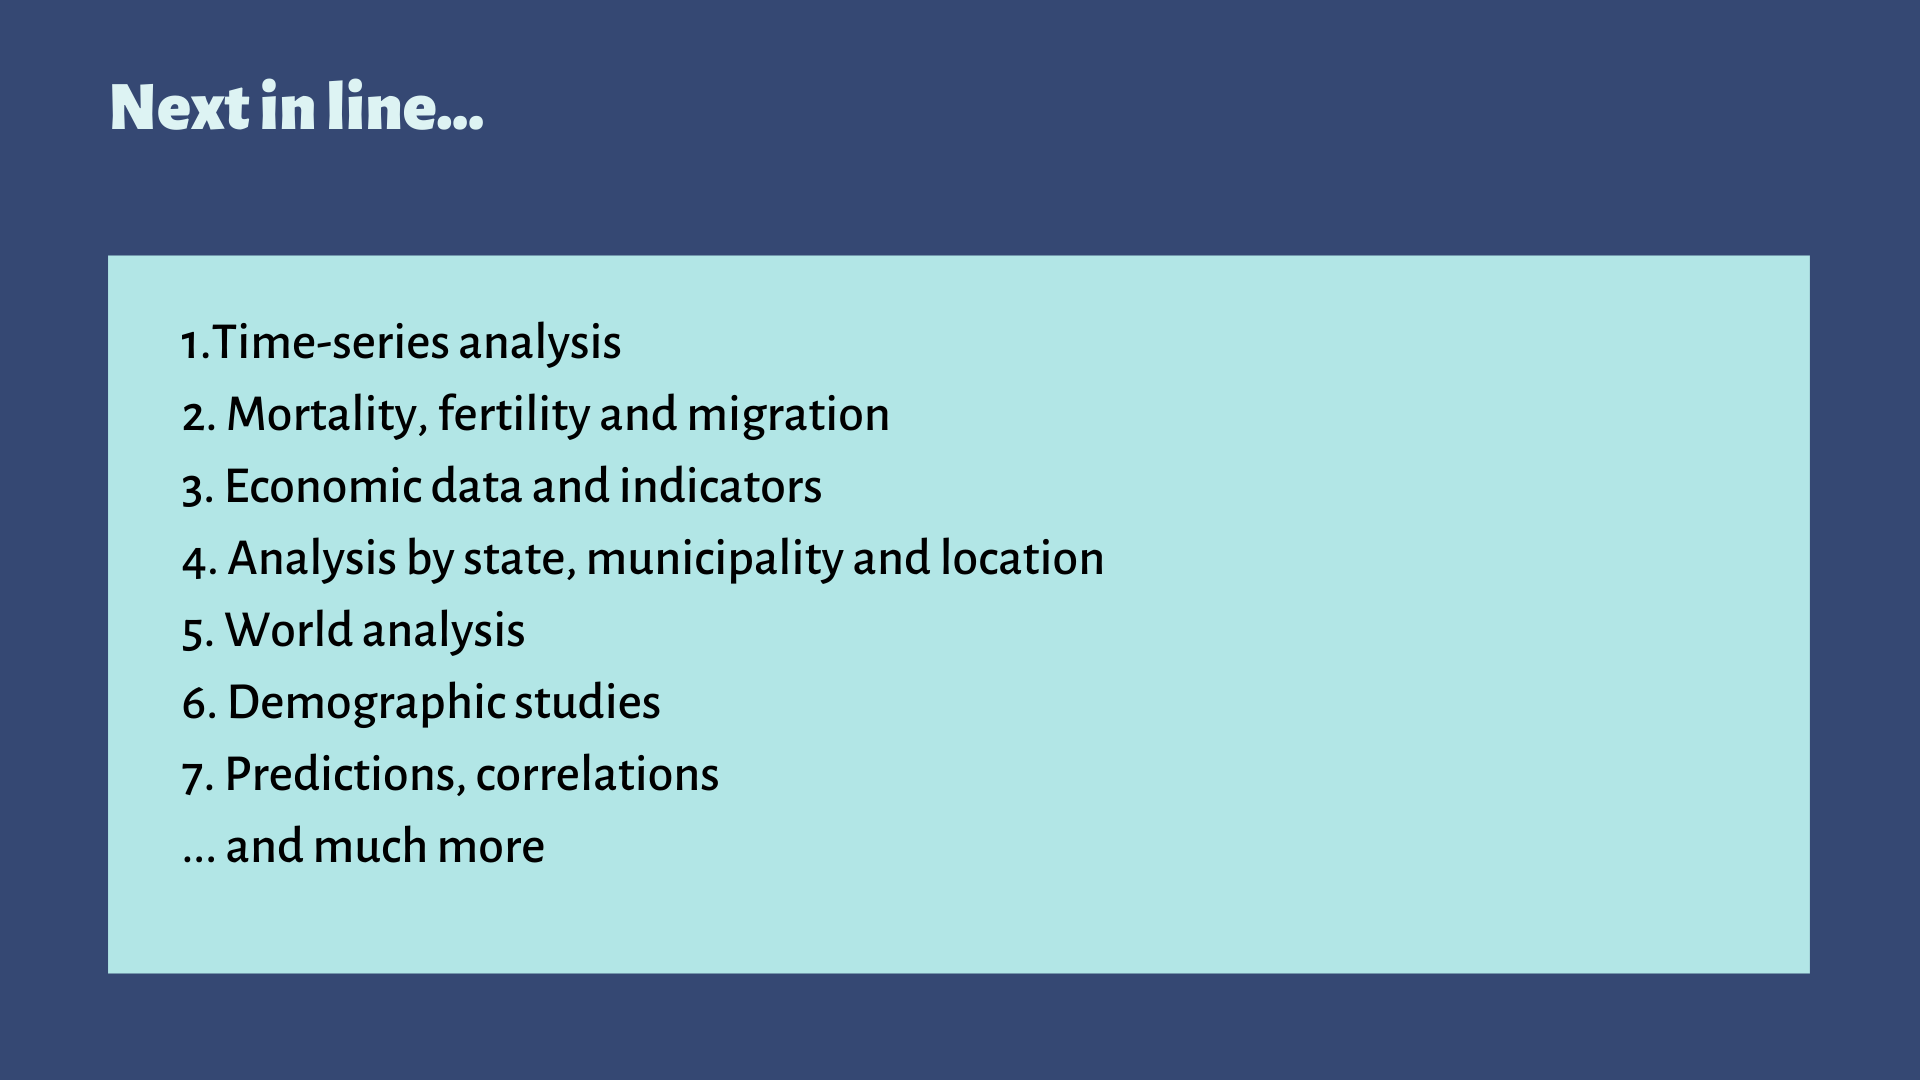 Next in line...
1.Time-series analysis
2. Mortality, fertility and migration
3. Economic data and indicators
4. Analysis by state, municipality and location
5. World analysis
6. Demographic studies
7. Predictions, correlations
... and much more